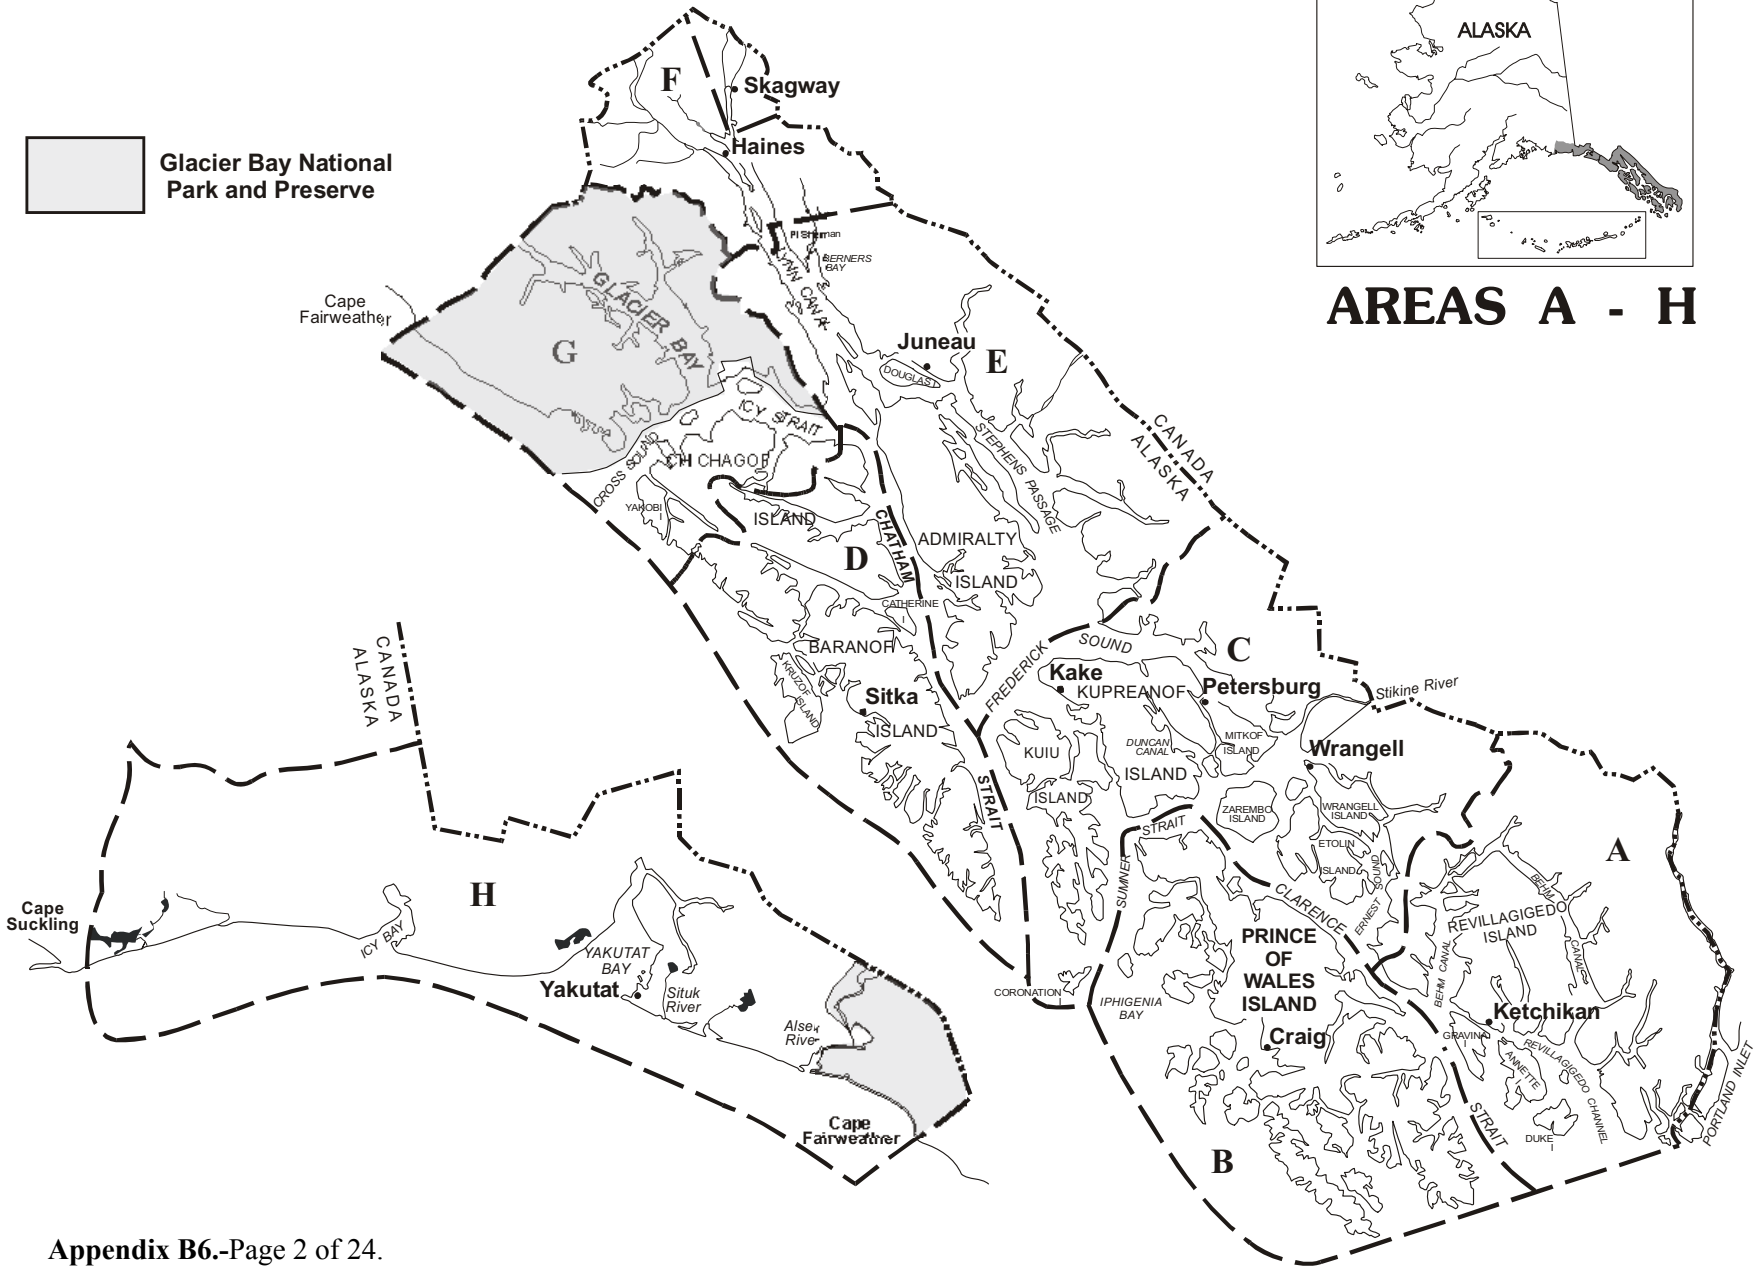 ALASKA
AREAS A - H
Glacier Bay National
Park and Preserve
F
Skagway
Haines
Pl Sherman
BERNERS
BAY
LYNN CANAL
Cape
Fairweather
GLACIER BAY
G
Juneau
DOUGLAS I
E
ICY STRAIT
CROSS SOUND
CHICHAGOF
ISLAND
YAKOBI
I
STEPHENS PASSAGE
CANADA
ALASKA
D
CHATHAM
STRAIT
ADMIRALTY
ISLAND
CATHERINE
I
BARANOF
ISLAND
KRUZOF
ISLAND
Sitka
FREDERICK
SOUND
C
Kake
KUPREANOF
ISLAND
Petersburg
Stikine River
KUIU
ISLAND
DUNCAN
CANAL
MITKOF
ISLAND
Wrangell
ZAREMBO
ISLAND
WRANGELL
ISLAND
ETOLIN
ISLAND
SUMNER
STRAIT
CLARENCE
STRAIT
ERNEST SOUND
A
BEHM
CANAL
REVILLAGIGEDO
ISLAND
BEHM CANAL
PRINCE
OF
WALES
ISLAND
CORONATION
I
IPHIGENIA
BAY
Craig
Ketchikan
GRAVINA
I
ANNETTE
I
REVILLAGIGEDO CHANNEL
DUKE
I
PORTLAND INLET
B
CANADA
ALASKA
H
Cape
Suckling
ICY BAY
YAKUTAT
BAY
Yakutat
Situk
River
Alsek
River
Cape
Fairweather
Appendix B6.-Page 2 of 24.